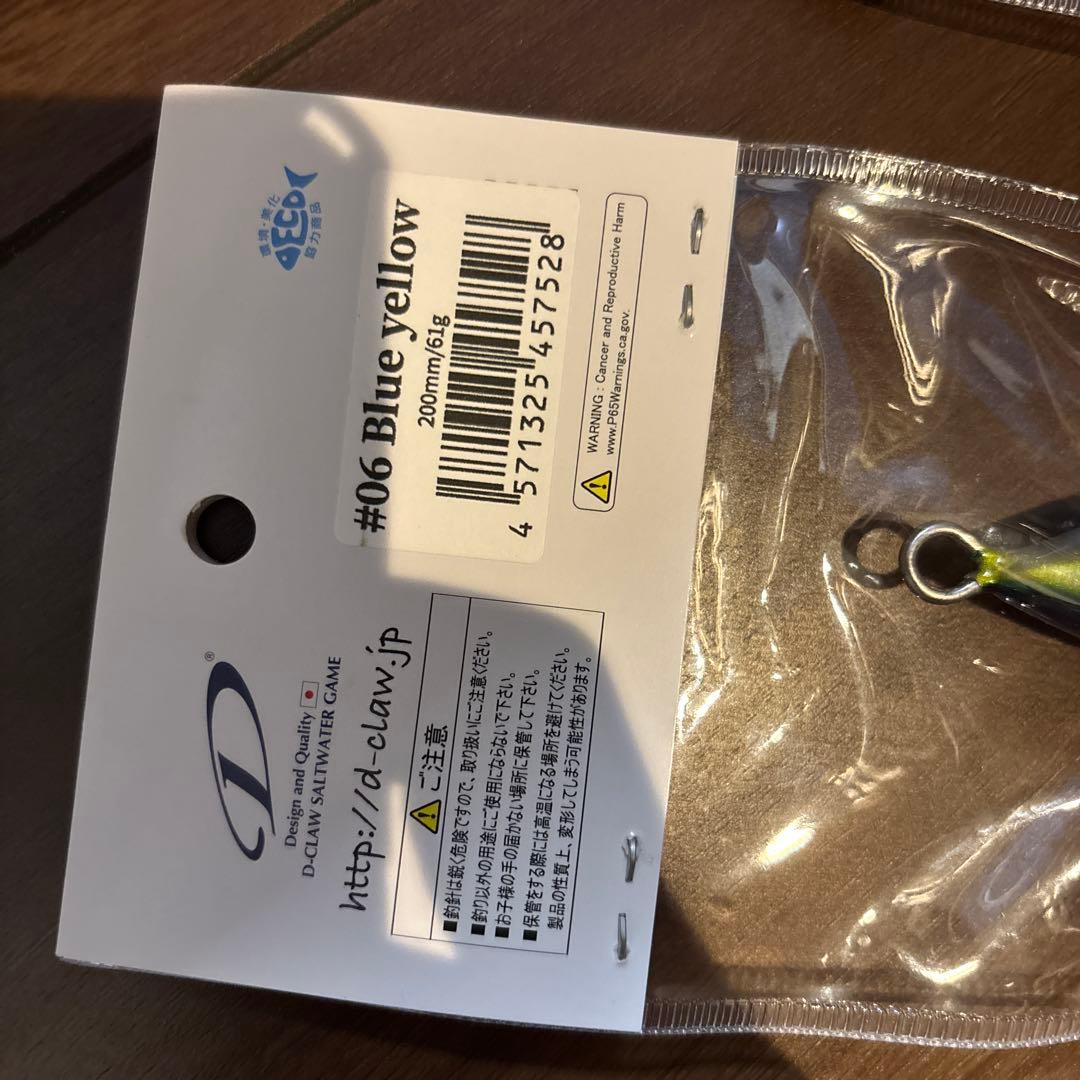 環境・美化
ECO
協力商品
#06 Blue yellow
200mm/61g
4 571325 457528
WARNING : Cancer and Reproductive Harm
www.P65Warnings.ca.gov.
D®
Design and Quality
D-CLAW SALTWATER GAME
http://d-claw.jp
ご注意
■釣針は鋭く危険ですので、取り扱いにご注意ください。
■釣り以外の用途にご使用にならないで下さい。
■お子様の手の届かない場所に保管して下さい。
■保管をする際には高温になる場所を避けてください。
製品の性質上、変形してしまう可能性があります。